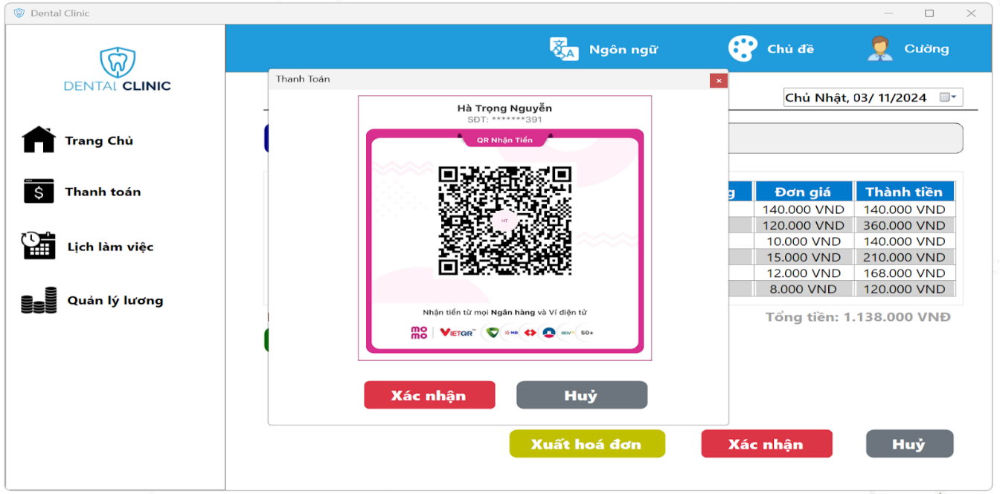 Dental Clinic
DENTAL CLINIC
Trang Chủ
Thanh toán
Lịch làm việc
Quản lý lương
Ngôn ngữ
Chủ đề
Cường
Chủ Nhật, 03/ 11/2024
Thanh Toán
Hà Trọng Nguyễn
SĐT: *******391
QR Nhận Tiền
HT
Nhận tiền từ mọi Ngân hàng và Ví điện tử
mo mo VIETQR MB BIDV 50+
Xác nhận Huỷ
g Đơn giá Thành tiền
140.000 VND 140.000 VND
120.000 VND 360.000 VND
10.000 VND 140.000 VND
15.000 VND 210.000 VND
12.000 VND 168.000 VND
8.000 VND 120.000 VND
Tổng tiền: 1.138.000 VNĐ
Xuất hoá đơn Xác nhận Huỷ